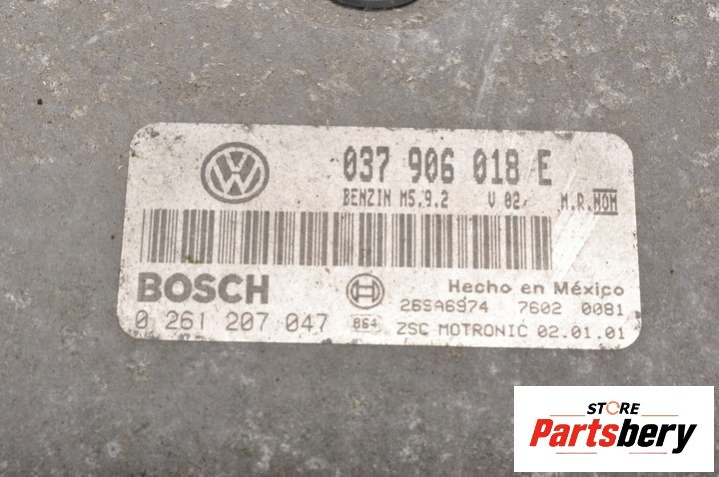 037 906 018 E
BENZIN M5.9.2 V 02 M.R. NOM
BOSCH
0 261 207 047
Hecho en México
26SA6974 7602 0081
864 ZSC MOTRONIC 02.01.01
STORE
Partsbery